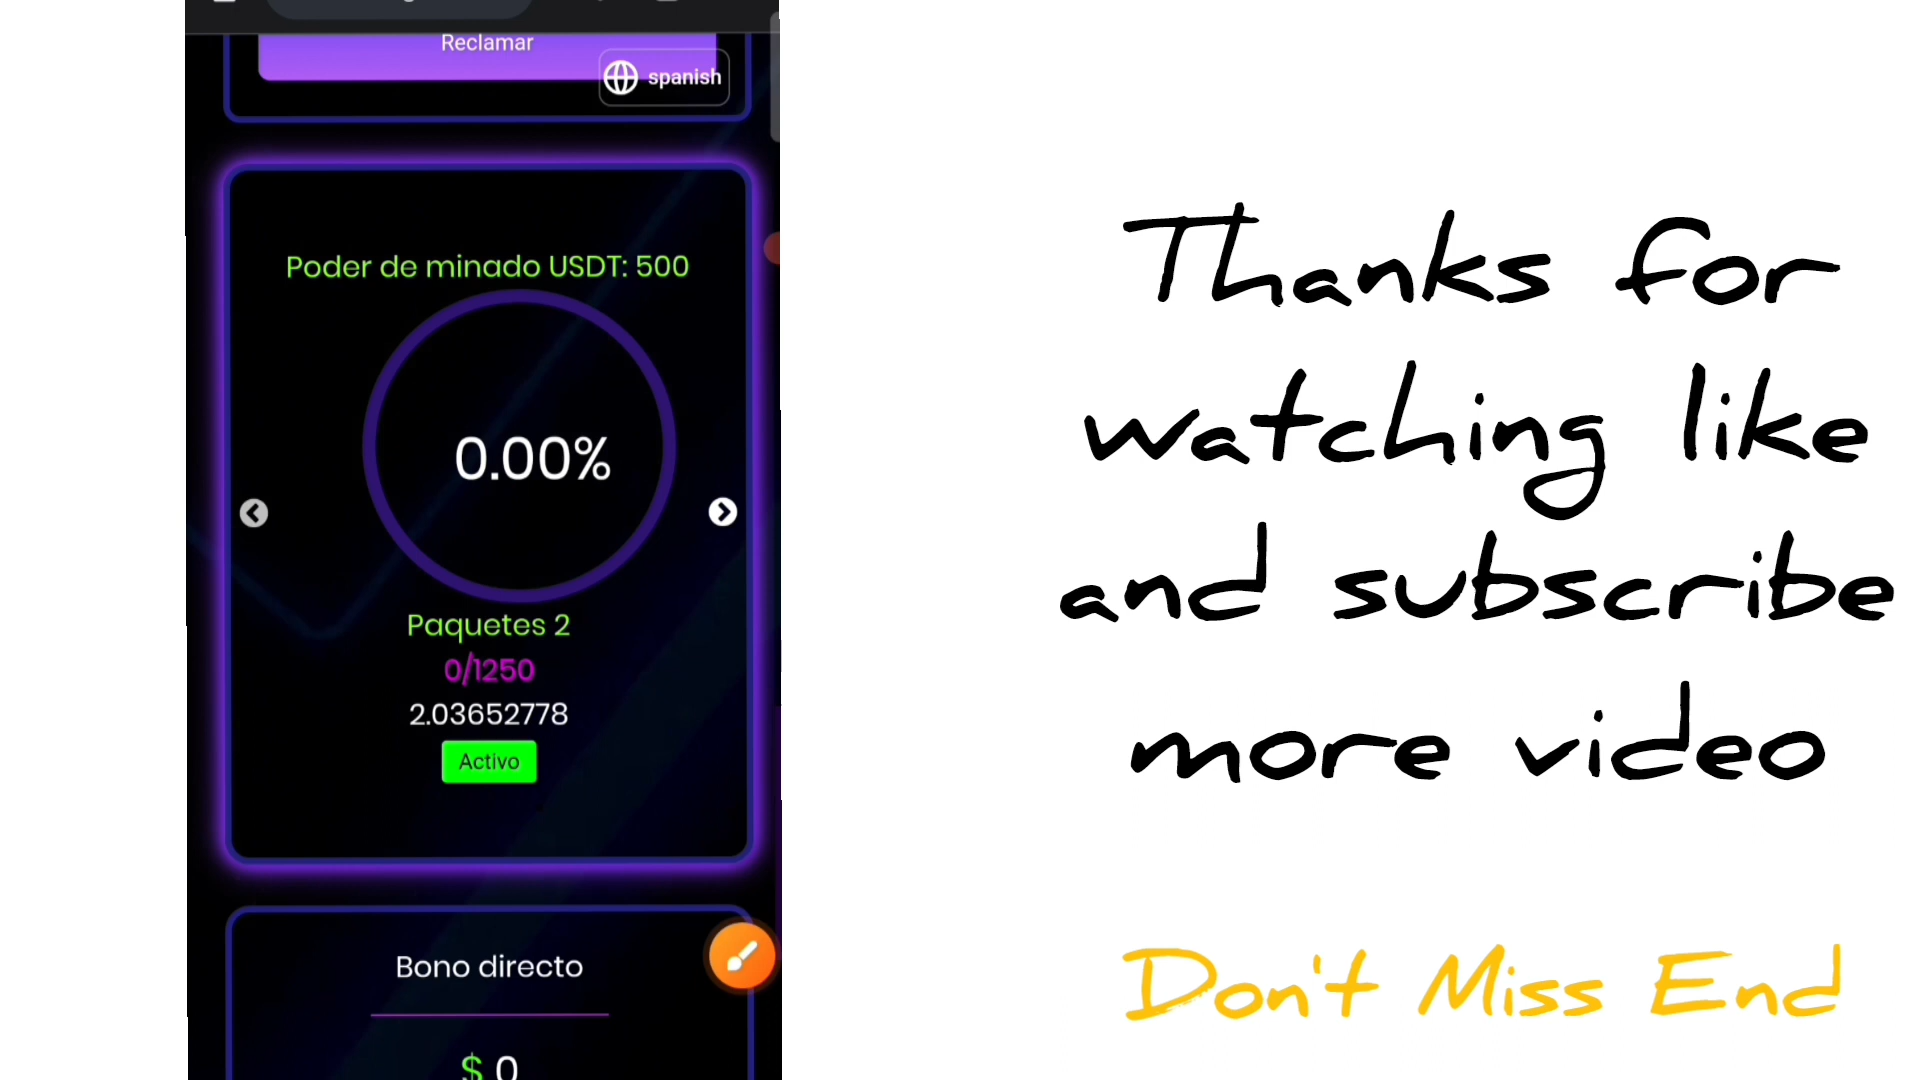 Reclamar
spanish
Poder de minado USDT: 500
0.00%
Paquetes 2
0/1250
2.03652778
Activo
Bono directo
$ 0
Thanks for
watching like
and subscribe
more video
Don't Miss End